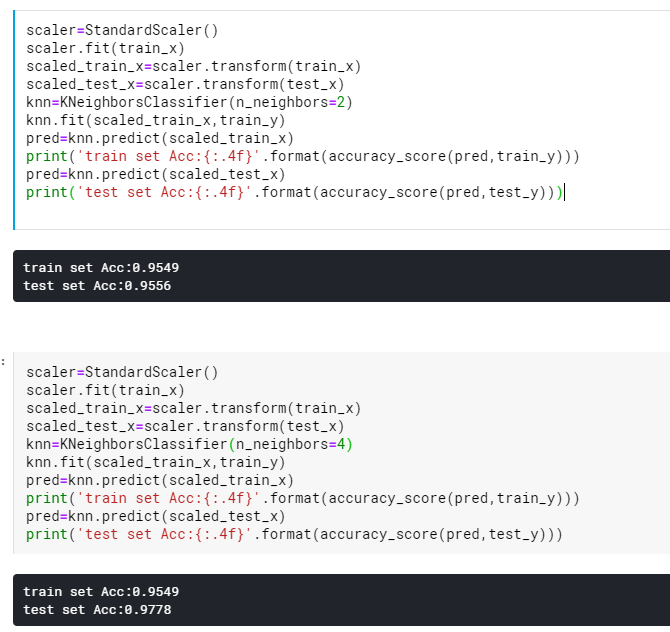 scaler=StandardScaler()
scaler.fit(train_x)
scaled_train_x=scaler.transform(train_x)
scaled_test_x=scaler.transform(test_x)
knn=KNeighborsClassifier(n_neighbors=2)
knn.fit(scaled_train_x,train_y)
pred=knn.predict(scaled_train_x)
print('train set Acc:{:.4f}'.format(accuracy_score(pred,train_y)))
pred=knn.predict(scaled_test_x)
print('test set Acc:{:.4f}'.format(accuracy_score(pred,test_y)))
train set Acc:0.9549
test set Acc:0.9556
:
scaler=StandardScaler()
scaler.fit(train_x)
scaled_train_x=scaler.transform(train_x)
scaled_test_x=scaler.transform(test_x)
knn=KNeighborsClassifier(n_neighbors=4)
knn.fit(scaled_train_x,train_y)
pred=knn.predict(scaled_train_x)
print('train set Acc:{:.4f}'.format(accuracy_score(pred,train_y)))
pred=knn.predict(scaled_test_x)
print('test set Acc:{:.4f}'.format(accuracy_score(pred,test_y)))
train set Acc:0.9549
test set Acc:0.9778